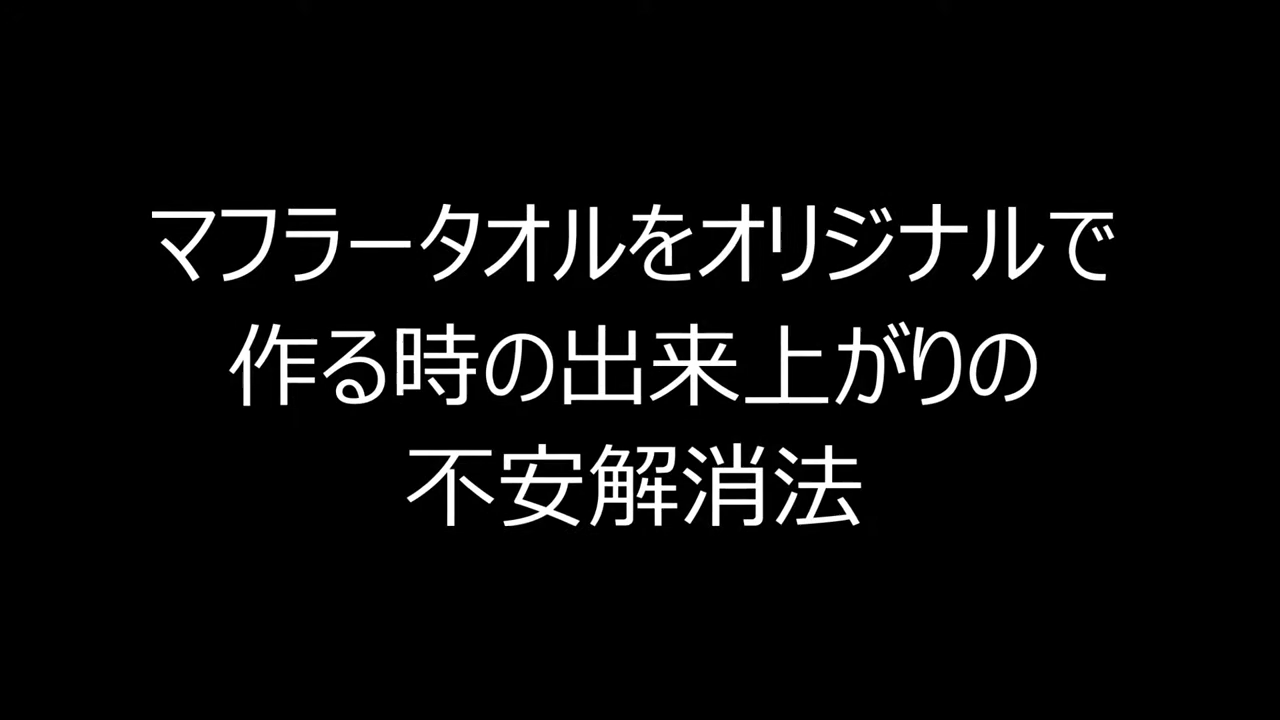 マフラータオルをオリジナルで
作る時の出来上がりの
不安解消法